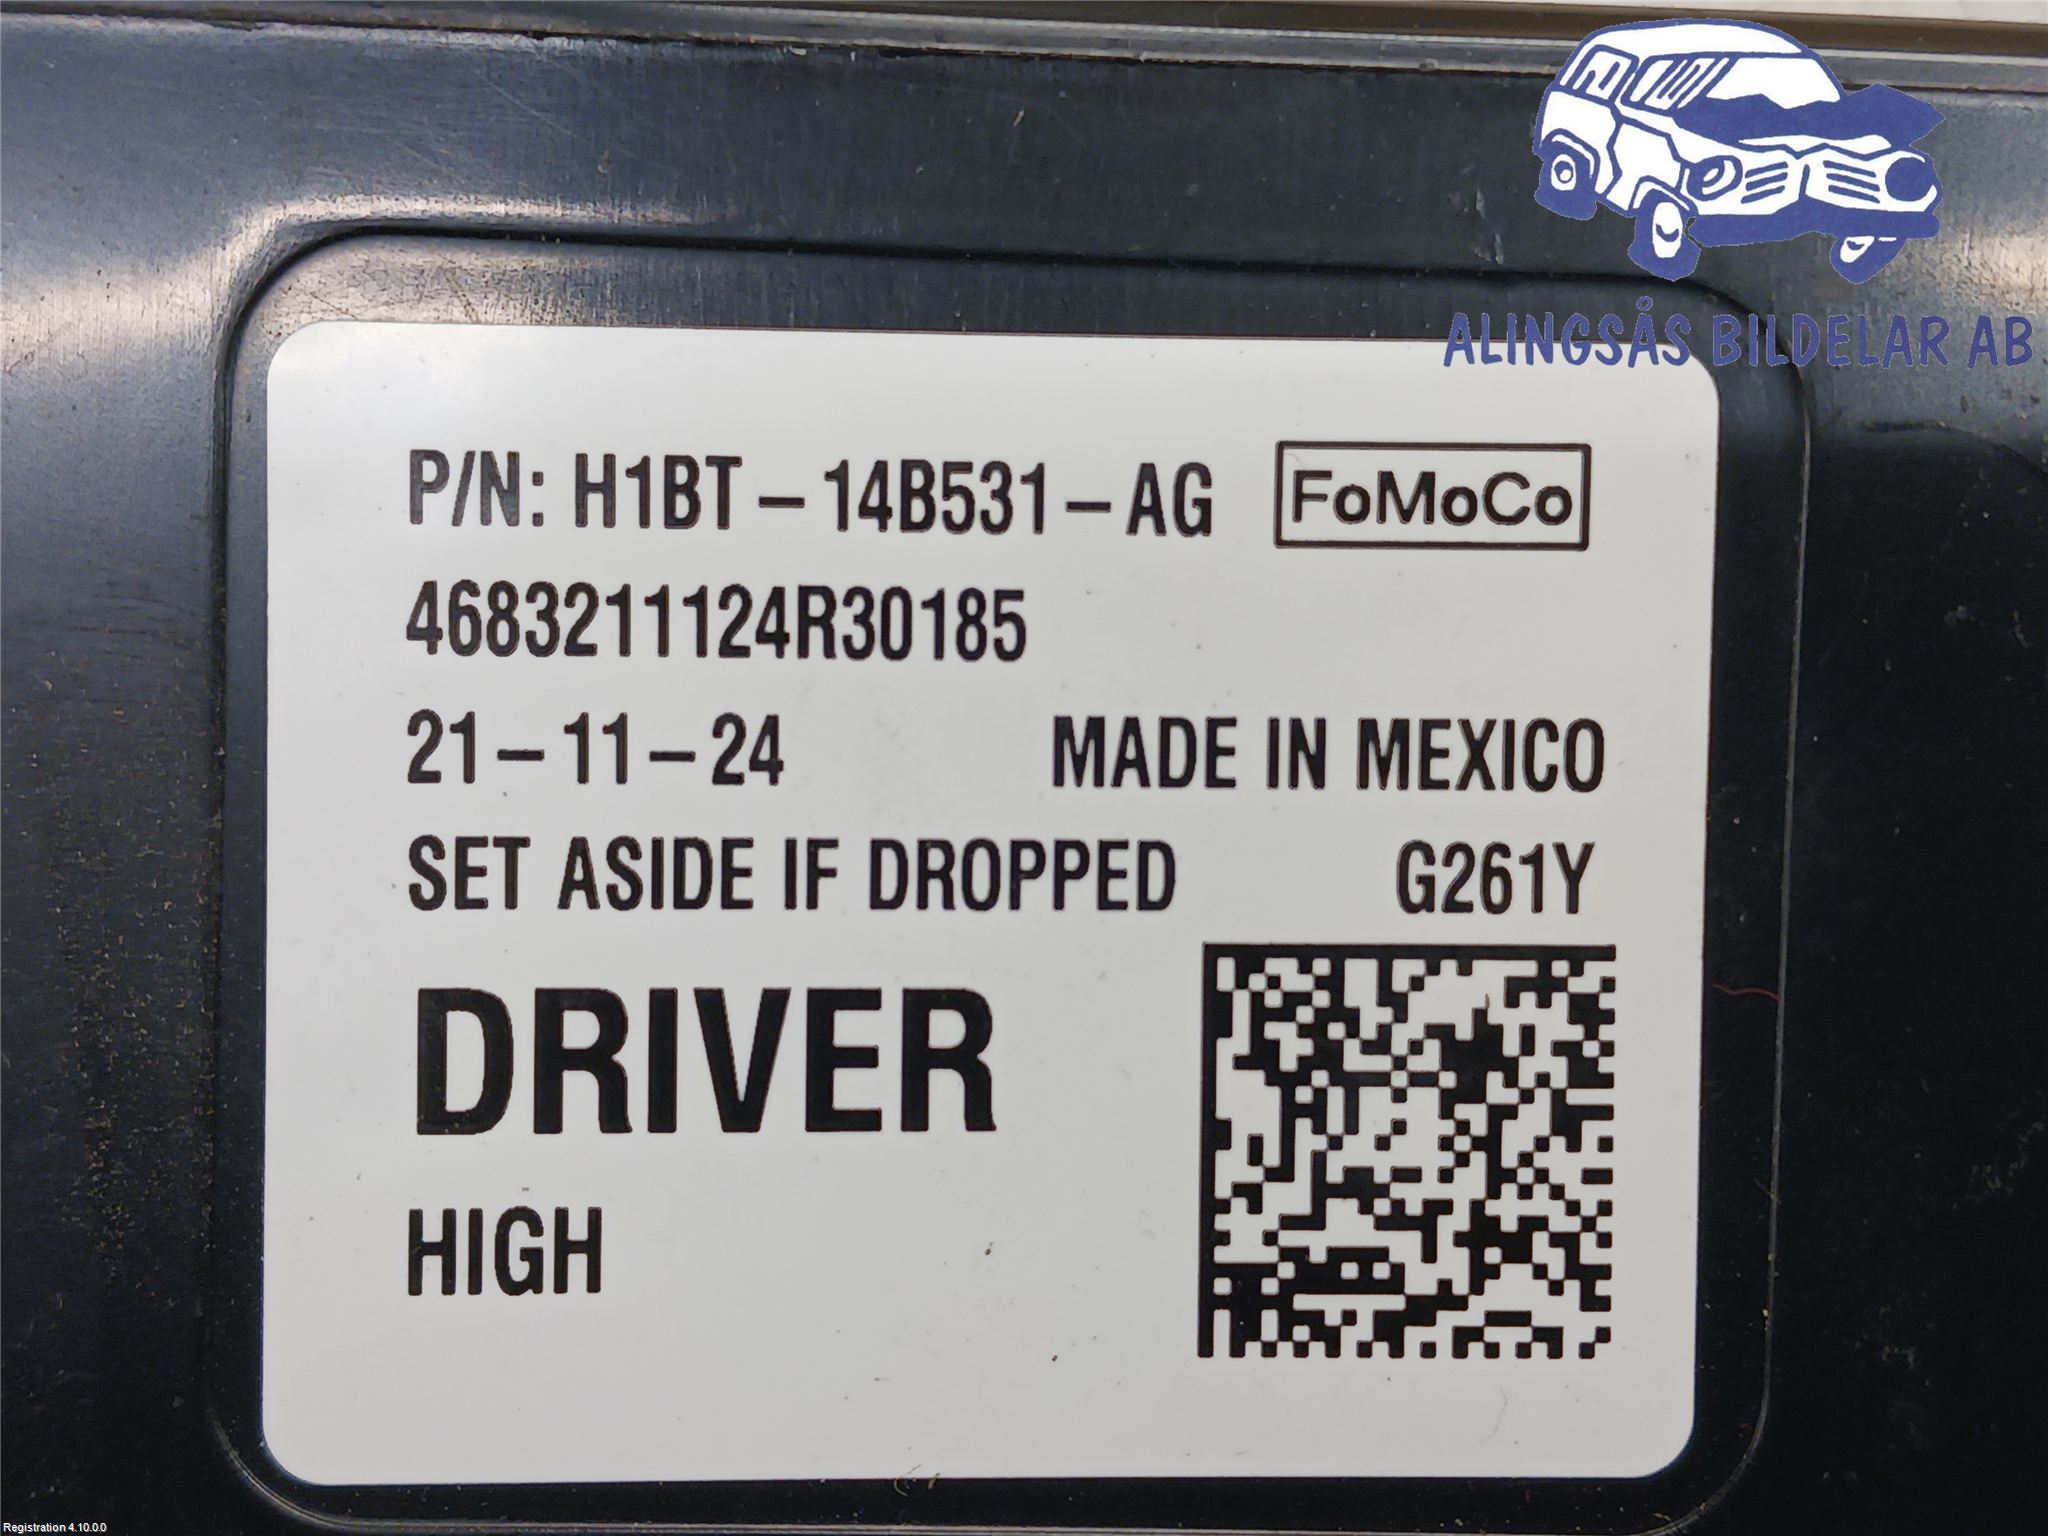 ALINGSÅS BILDELAR AB
P/N: H1BT-14B531-AG FoMoCo
4683211124R30185
21-11-24 MADE IN MEXICO
SET ASIDE IF DROPPED G261Y
DRIVER
HIGH
Registration 4.10.0.0